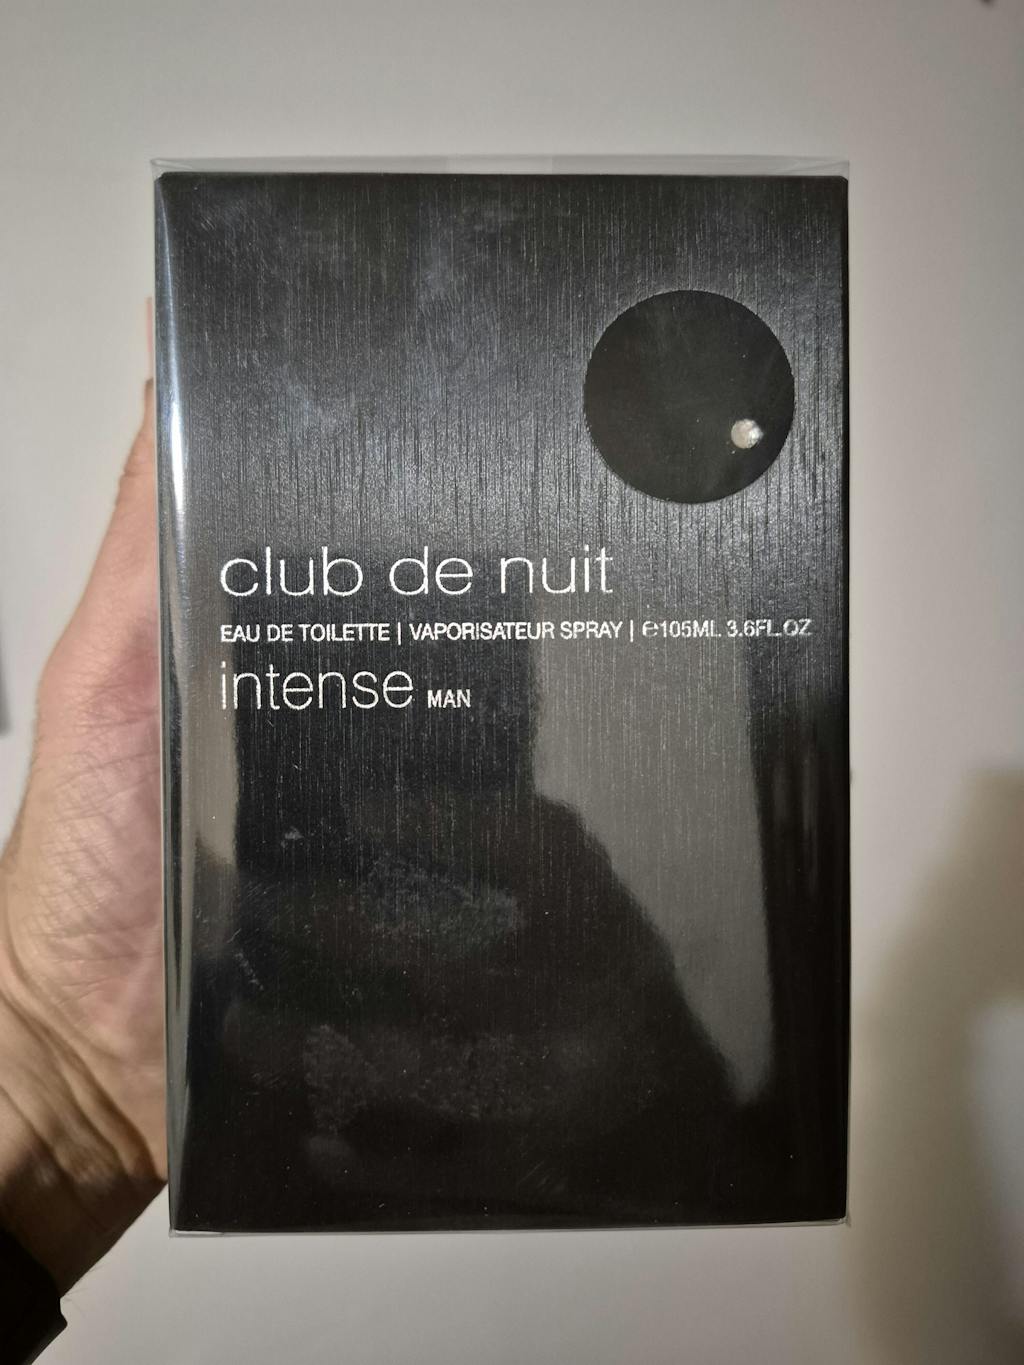 club de nuit
EAU DE TOILETTE | VAPORISATEUR SPRAY | ℮105ML 3.6FL.OZ
intense MAN